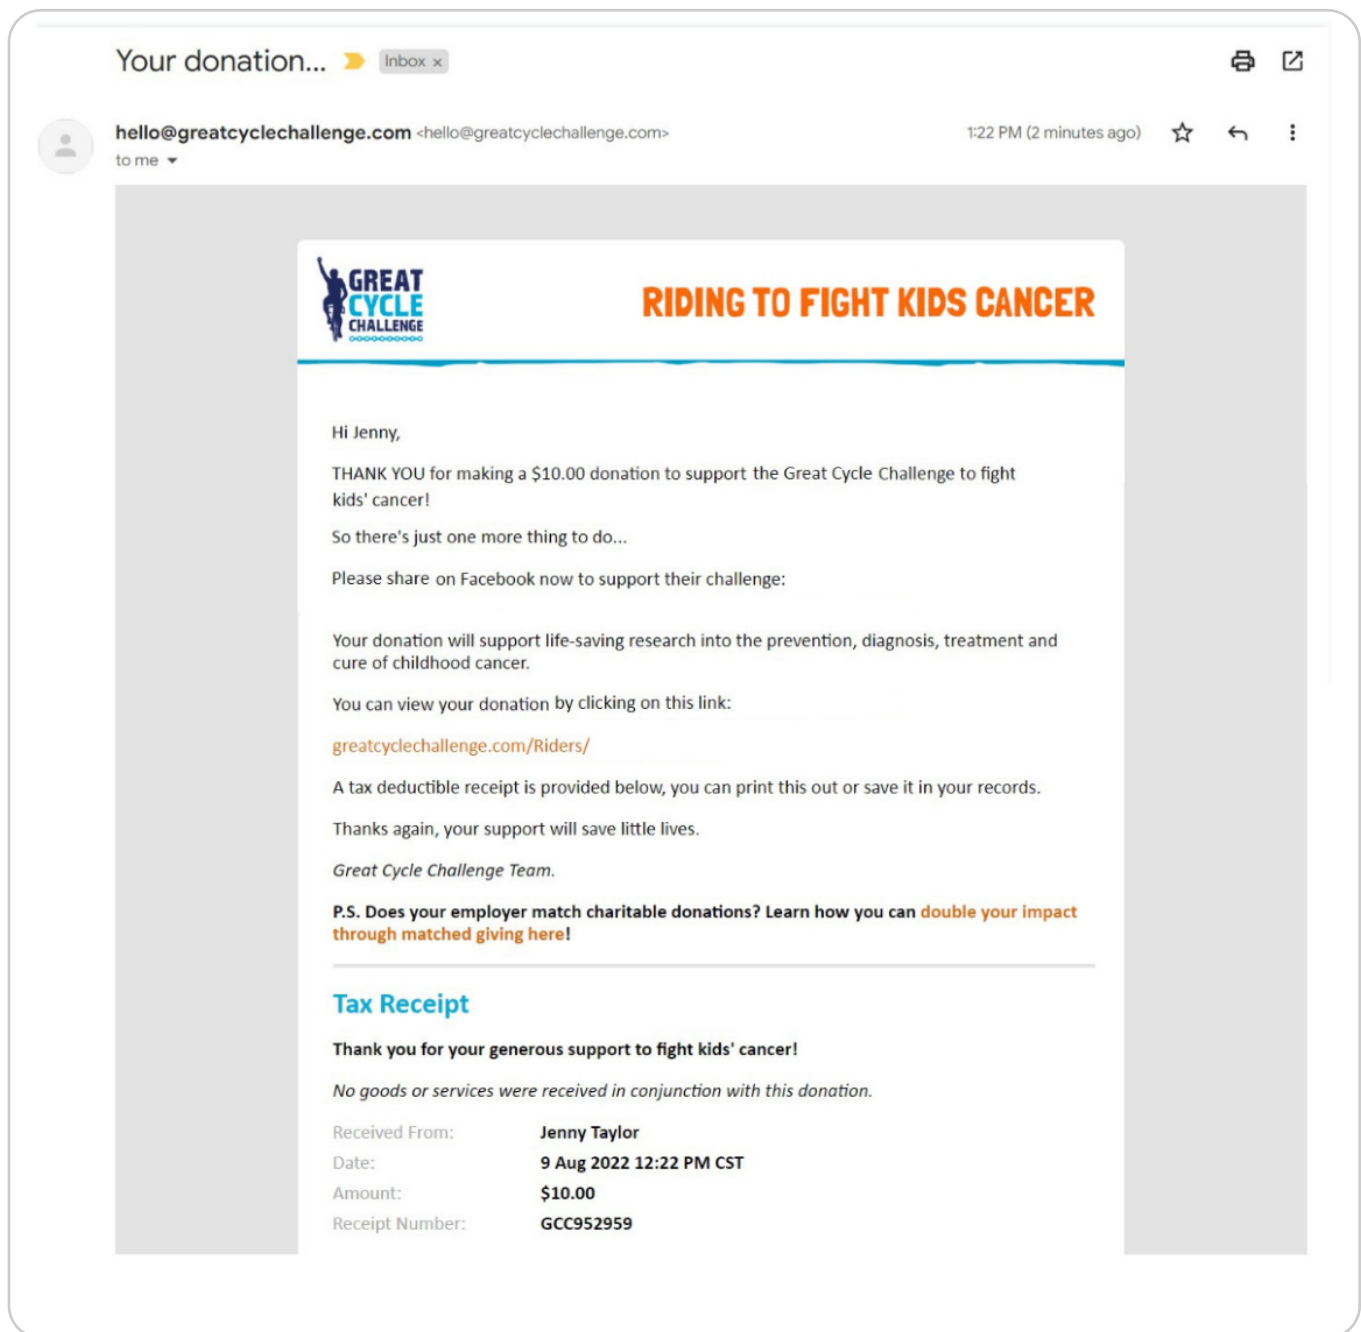 Your donation...
Inbox x
hello@greatcyclechallenge.com <hello@greatcyclechallenge.com>
1:22 PM (2 minutes ago)
to me
GREAT
CYCLE
CHALLENGE
RIDING TO FIGHT KIDS CANCER
Hi Jenny,
THANK YOU for making a $10.00 donation to support the Great Cycle Challenge to fight
kids' cancer!
So there's just one more thing to do...
Please share on Facebook now to support their challenge:
Your donation will support life-saving research into the prevention, diagnosis, treatment and
cure of childhood cancer.
You can view your donation by clicking on this link:
greatcyclechallenge.com/Riders/
A tax deductible receipt is provided below, you can print this out or save it in your records.
Thanks again, your support will save little lives.
Great Cycle Challenge Team.
P.S. Does your employer match charitable donations? Learn how you can double your impact
through matched giving here!
Tax Receipt
Thank you for your generous support to fight kids' cancer!
No goods or services were received in conjunction with this donation.
Received From: Jenny Taylor
Date: 9 Aug 2022 12:22 PM CST
Amount: $10.00
Receipt Number: GCC952959